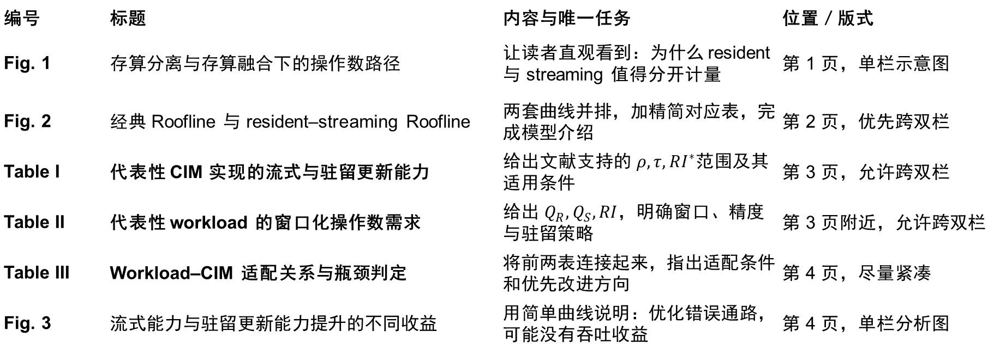 编号 标题 内容与唯一任务 位置 / 版式
Fig. 1 存算分离与存算融合下的操作数路径 让读者直观看到：为什么 resident 与 streaming 值得分开计量 第 1 页，单栏示意图
Fig. 2 经典 Roofline 与 resident–streaming Roofline 两套曲线并排，加精简对应表，完成模型介绍 第 2 页，优先跨双栏
Table I 代表性 CIM 实现的流式与驻留更新能力 给出文献支持的 ρ, τ, RI*范围及其适用条件 第 3 页，允许跨双栏
Table II 代表性 workload 的窗口化操作数需求 给出 Q_R, Q_S, RI，明确窗口、精度与驻留策略 第 3 页附近，允许跨双栏
Table III Workload–CIM 适配关系与瓶颈判定 将前两表连接起来，指出适配条件和优先改进方向 第 4 页，尽量紧凑
Fig. 3 流式能力与驻留更新能力提升的不同收益 用简单曲线说明：优化错误通路，可能没有吞吐收益 第 4 页，单栏分析图